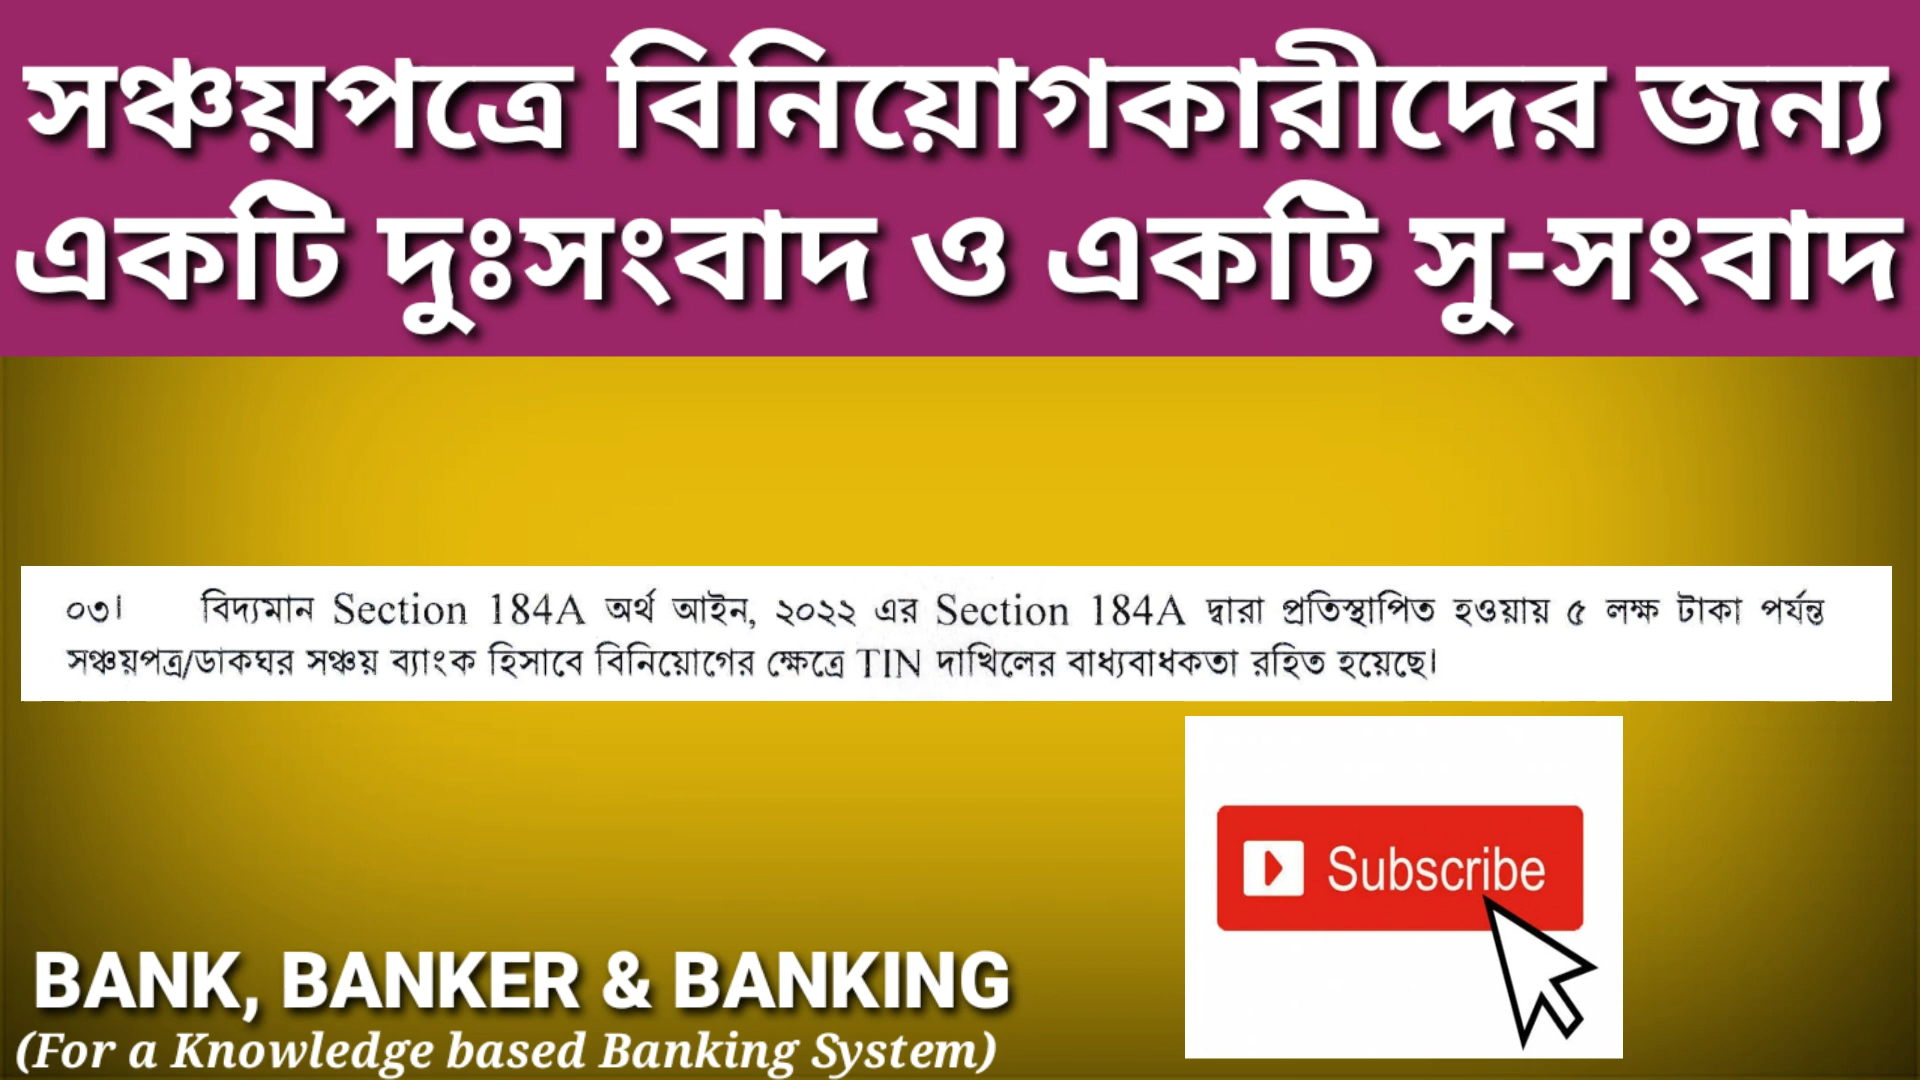 সঞ্চয়পত্রে বিনিয়োগকারীদের জন্য
একটি দুঃসংবাদ ও একটি সু-সংবাদ
০৩। বিদ্যমান Section 184A অর্থ আইন, ২০২২ এর Section 184A দ্বারা প্রতিস্থাপিত হওয়ায় ৫ লক্ষ টাকা পর্যন্ত
সঞ্চয়পত্র/ডাকঘর সঞ্চয় ব্যাংক হিসাবে বিনিয়োগের ক্ষেত্রে TIN দাখিলের বাধ্যবাধকতা রহিত হয়েছে।
Subscribe
BANK, BANKER & BANKING
(For a Knowledge based Banking System)